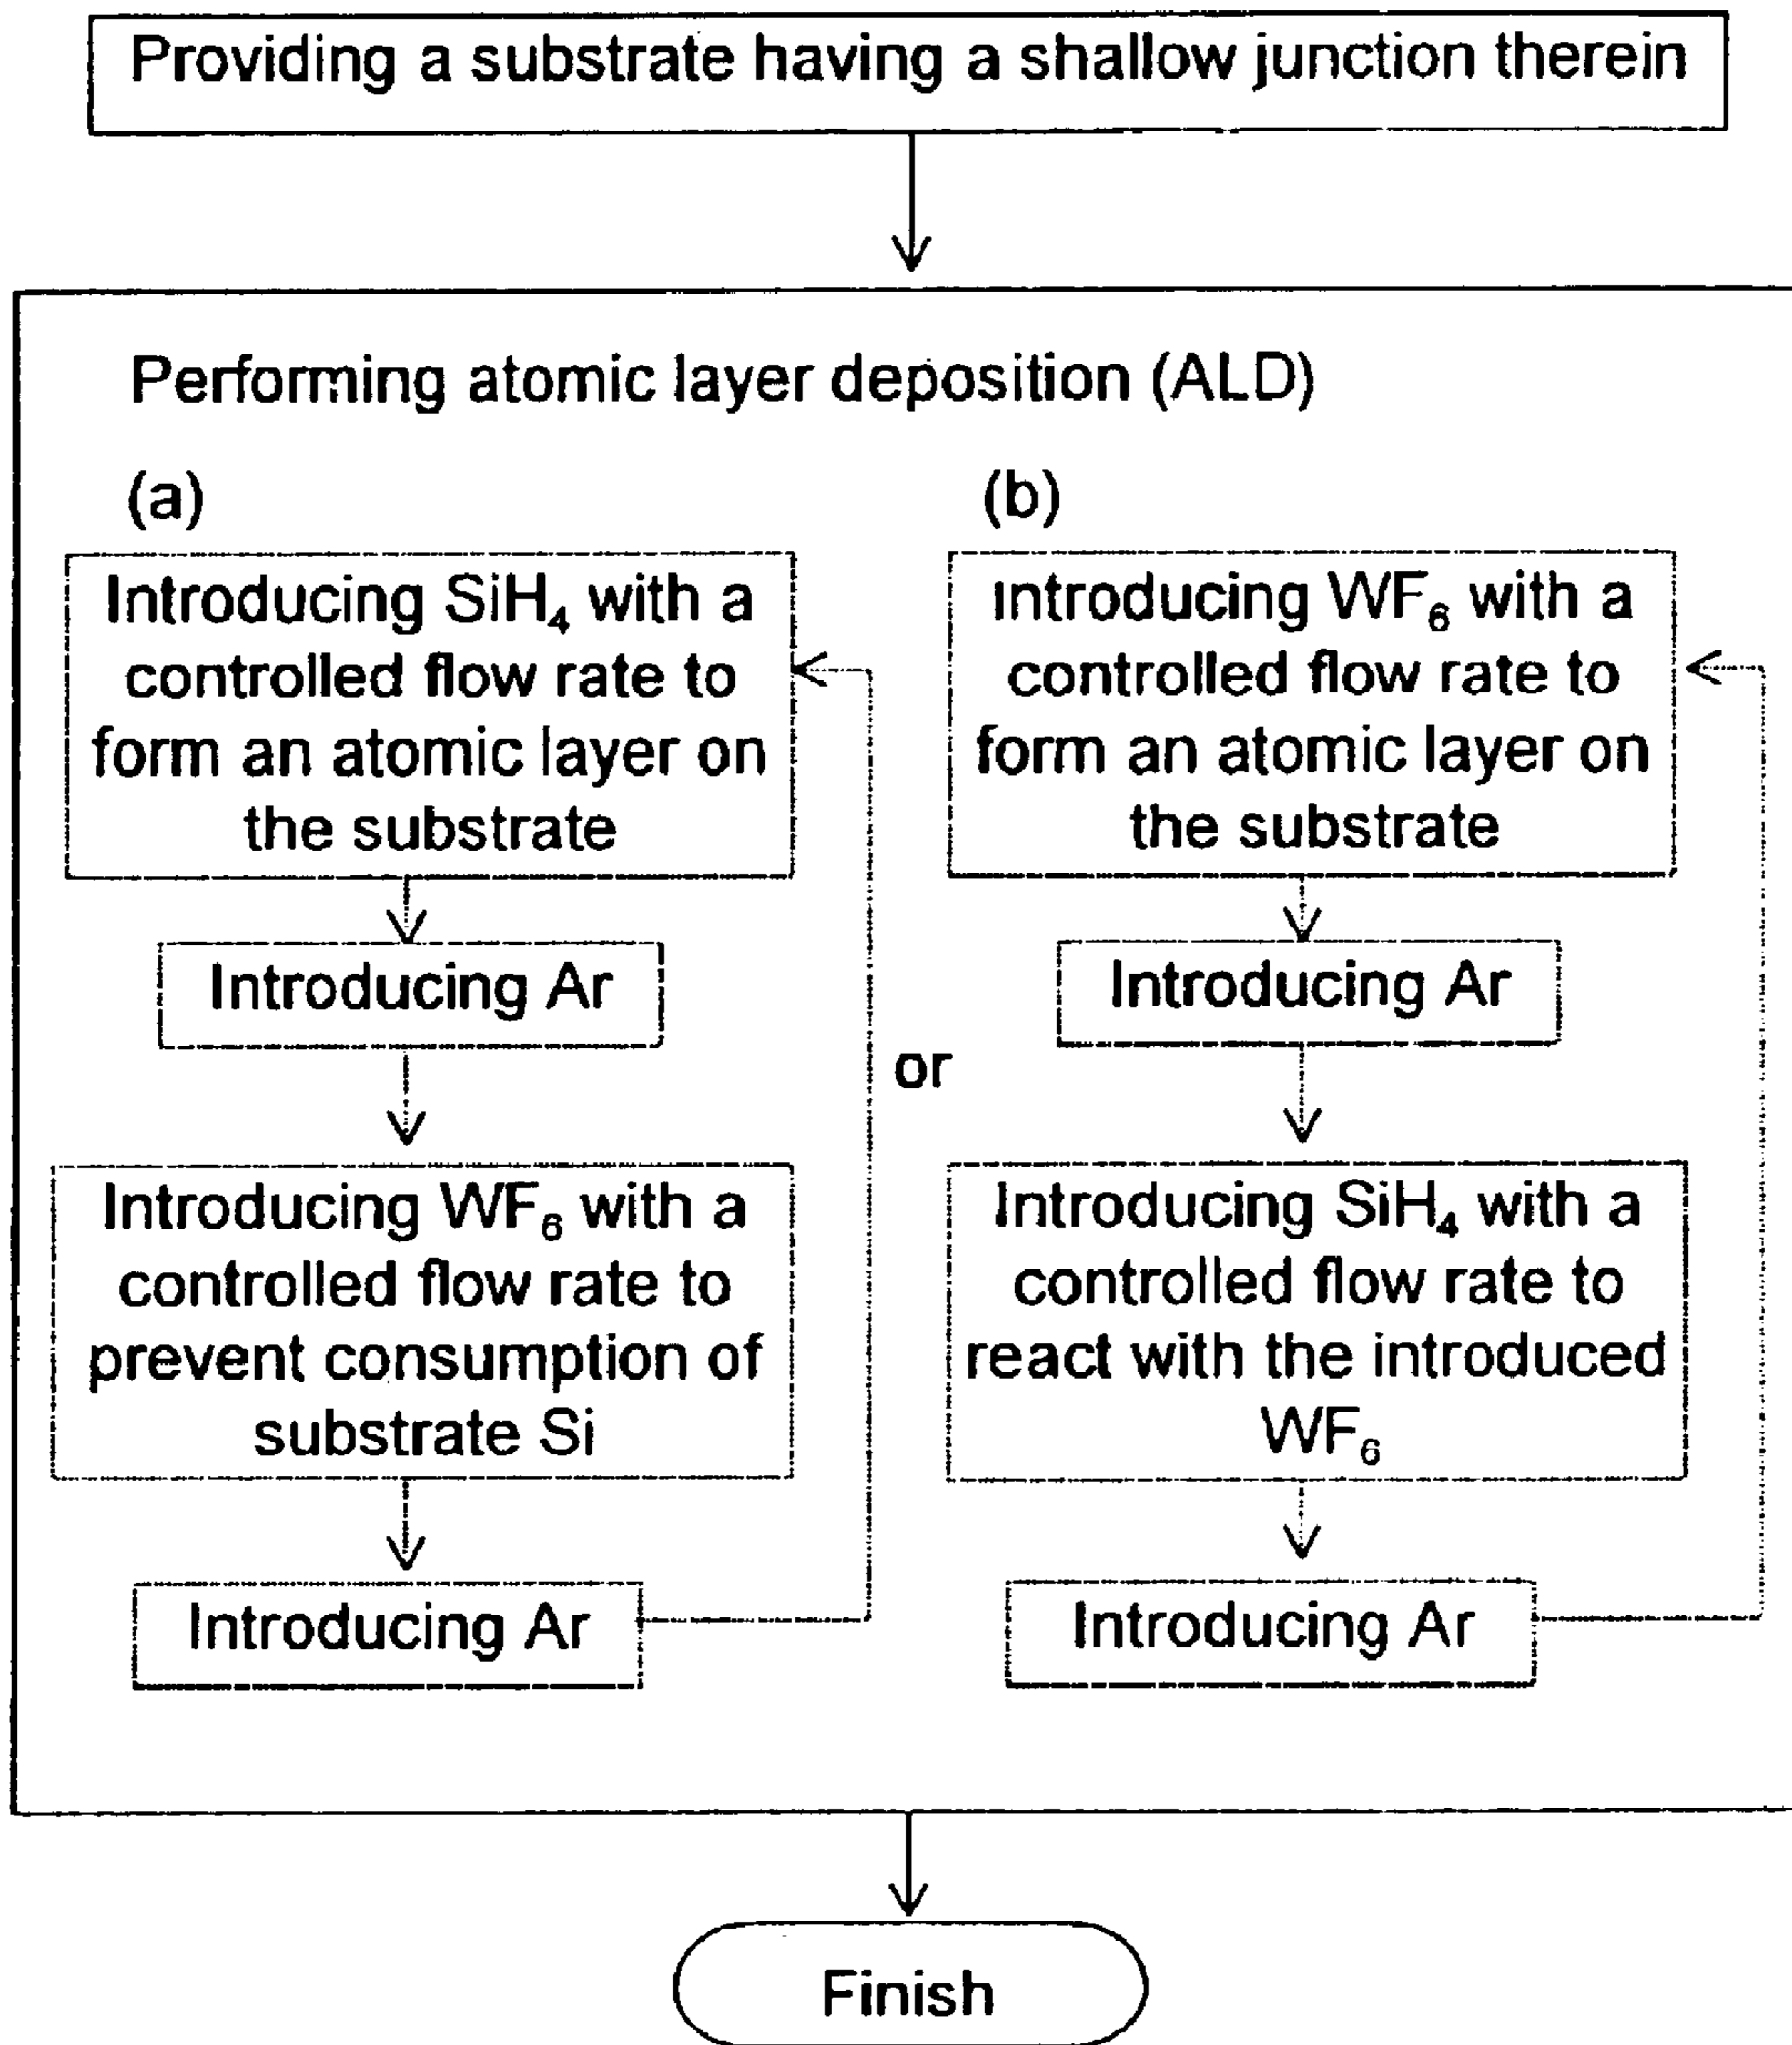 Providing a substrate having a shallow junction therein
Performing atomic layer deposition (ALD)
(a)
Introducing SiH₄ with a
controlled flow rate to
form an atomic layer on
the substrate
Introducing Ar
Introducing WF₆ with a
controlled flow rate to
prevent consumption of
substrate Si
Introducing Ar
or
(b)
Introducing WF₆ with a
controlled flow rate to
form an atomic layer on
the substrate
Introducing Ar
Introducing SiH₄ with a
controlled flow rate to
react with the introduced
WF₆
Introducing Ar
Finish